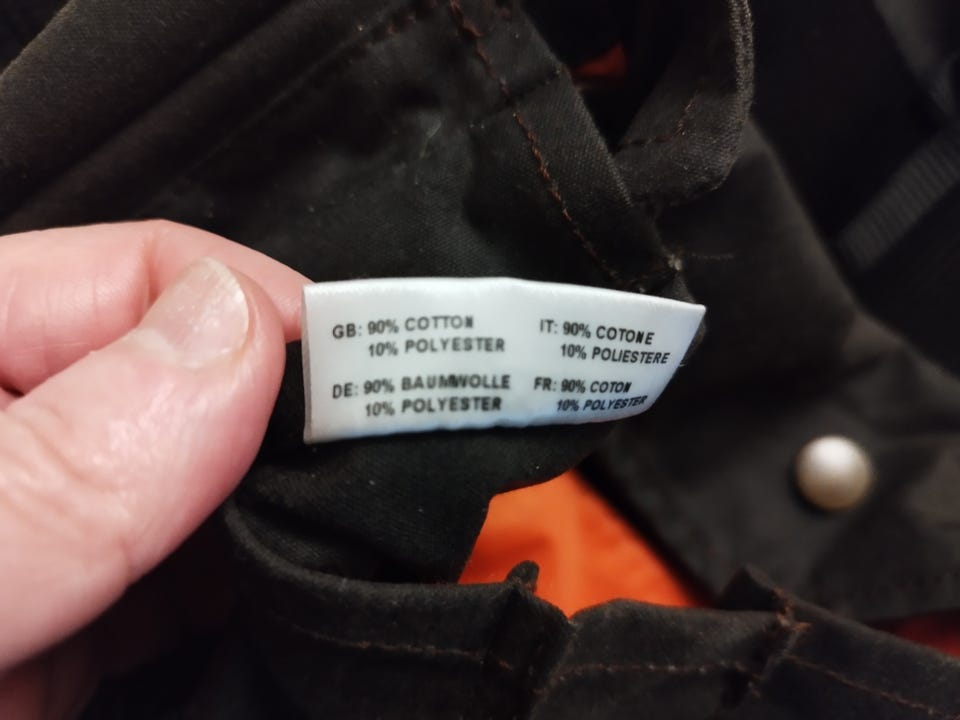 GB: 90% COTTON
10% POLYESTER
DE: 90% BAUMWOLLE
10% POLYESTER
IT: 90% COTONE
10% POLIESTERE
FR: 90% COTON
10% POLYESTER